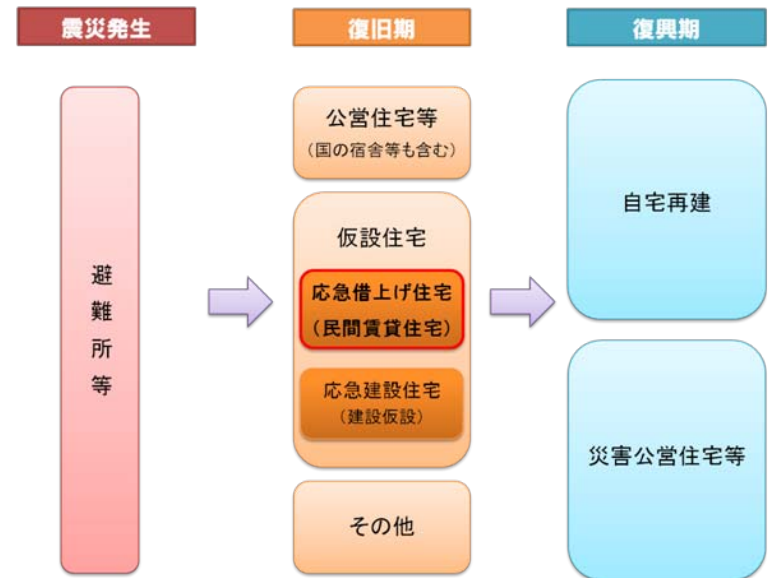 震災発生
復旧期
復興期
避難所等
公営住宅等
（国の宿舎等も含む）
仮設住宅
応急借上げ住宅
（民間賃貸住宅）
応急建設住宅
（建設仮設）
その他
自宅再建
災害公営住宅等